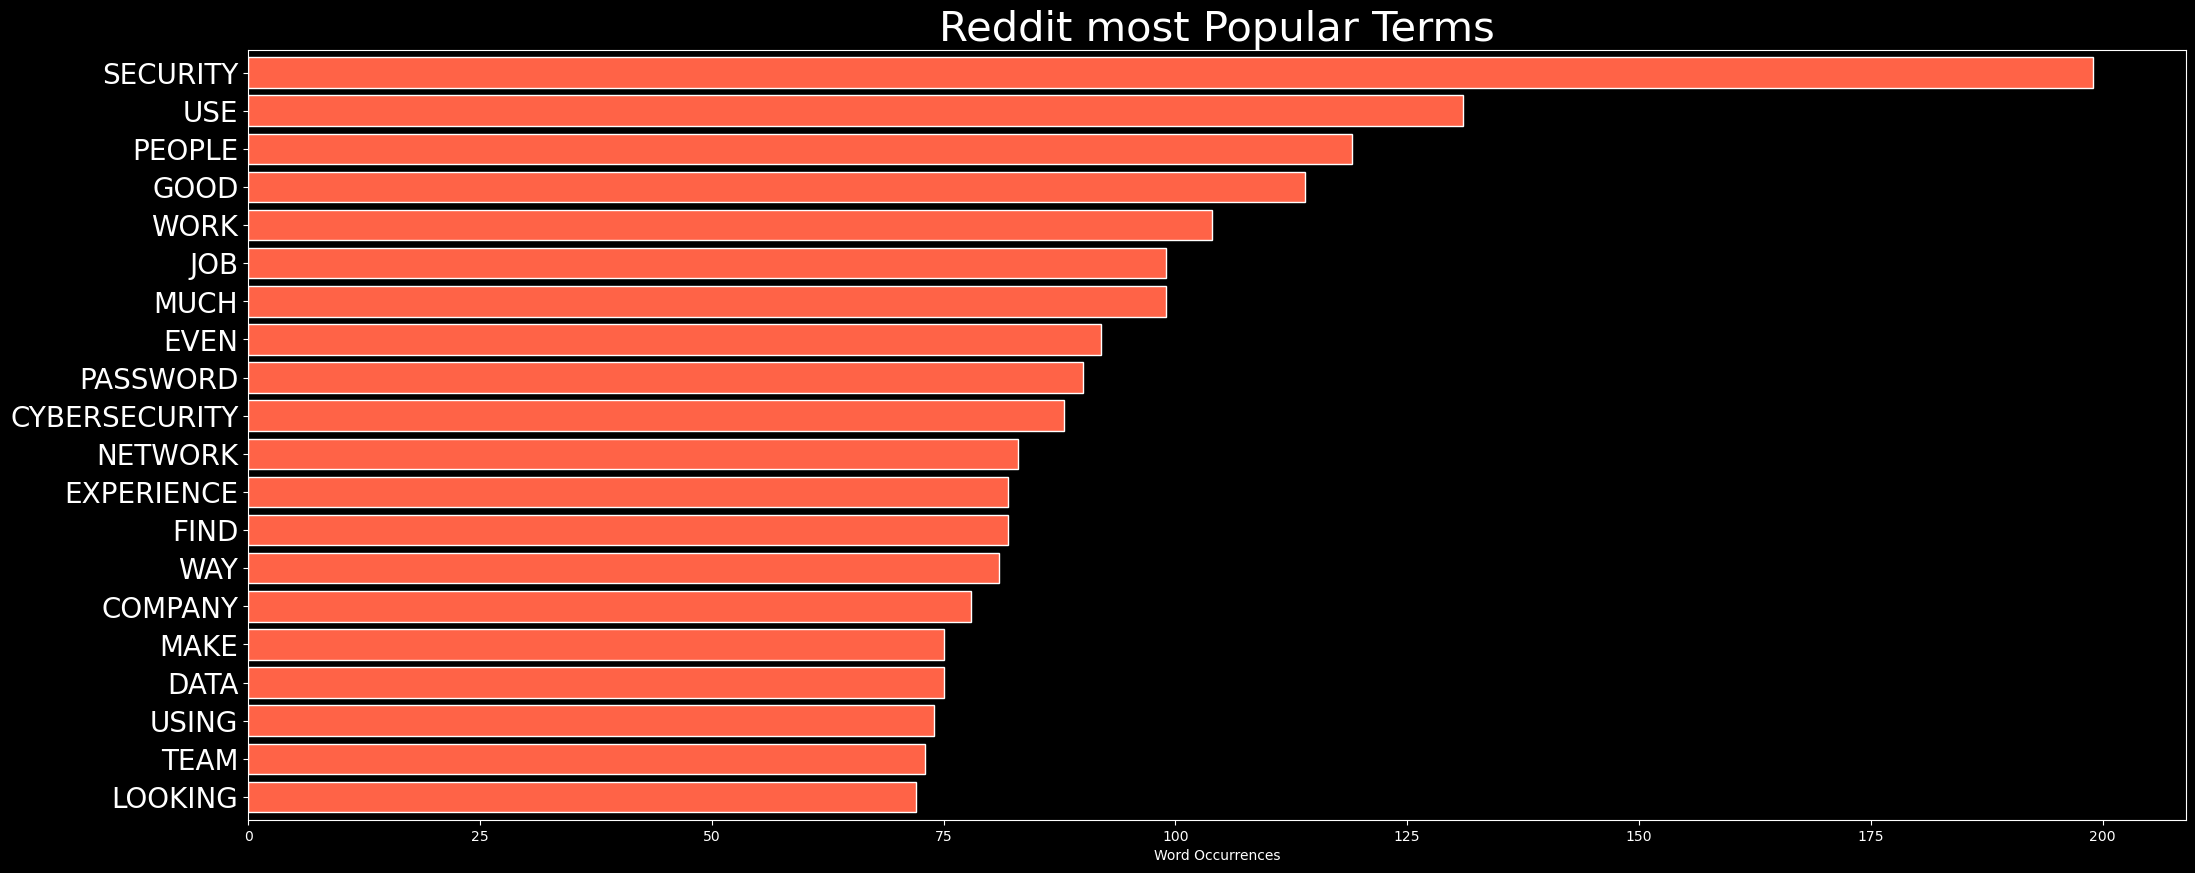 Reddit most Popular Terms
SECURITY
USE
PEOPLE
GOOD
WORK
JOB
MUCH
EVEN
PASSWORD
CYBERSECURITY
NETWORK
EXPERIENCE
FIND
WAY
COMPANY
MAKE
DATA
USING
TEAM
LOOKING
0 25 50 75 100 125 150 175 200
Word Occurrences